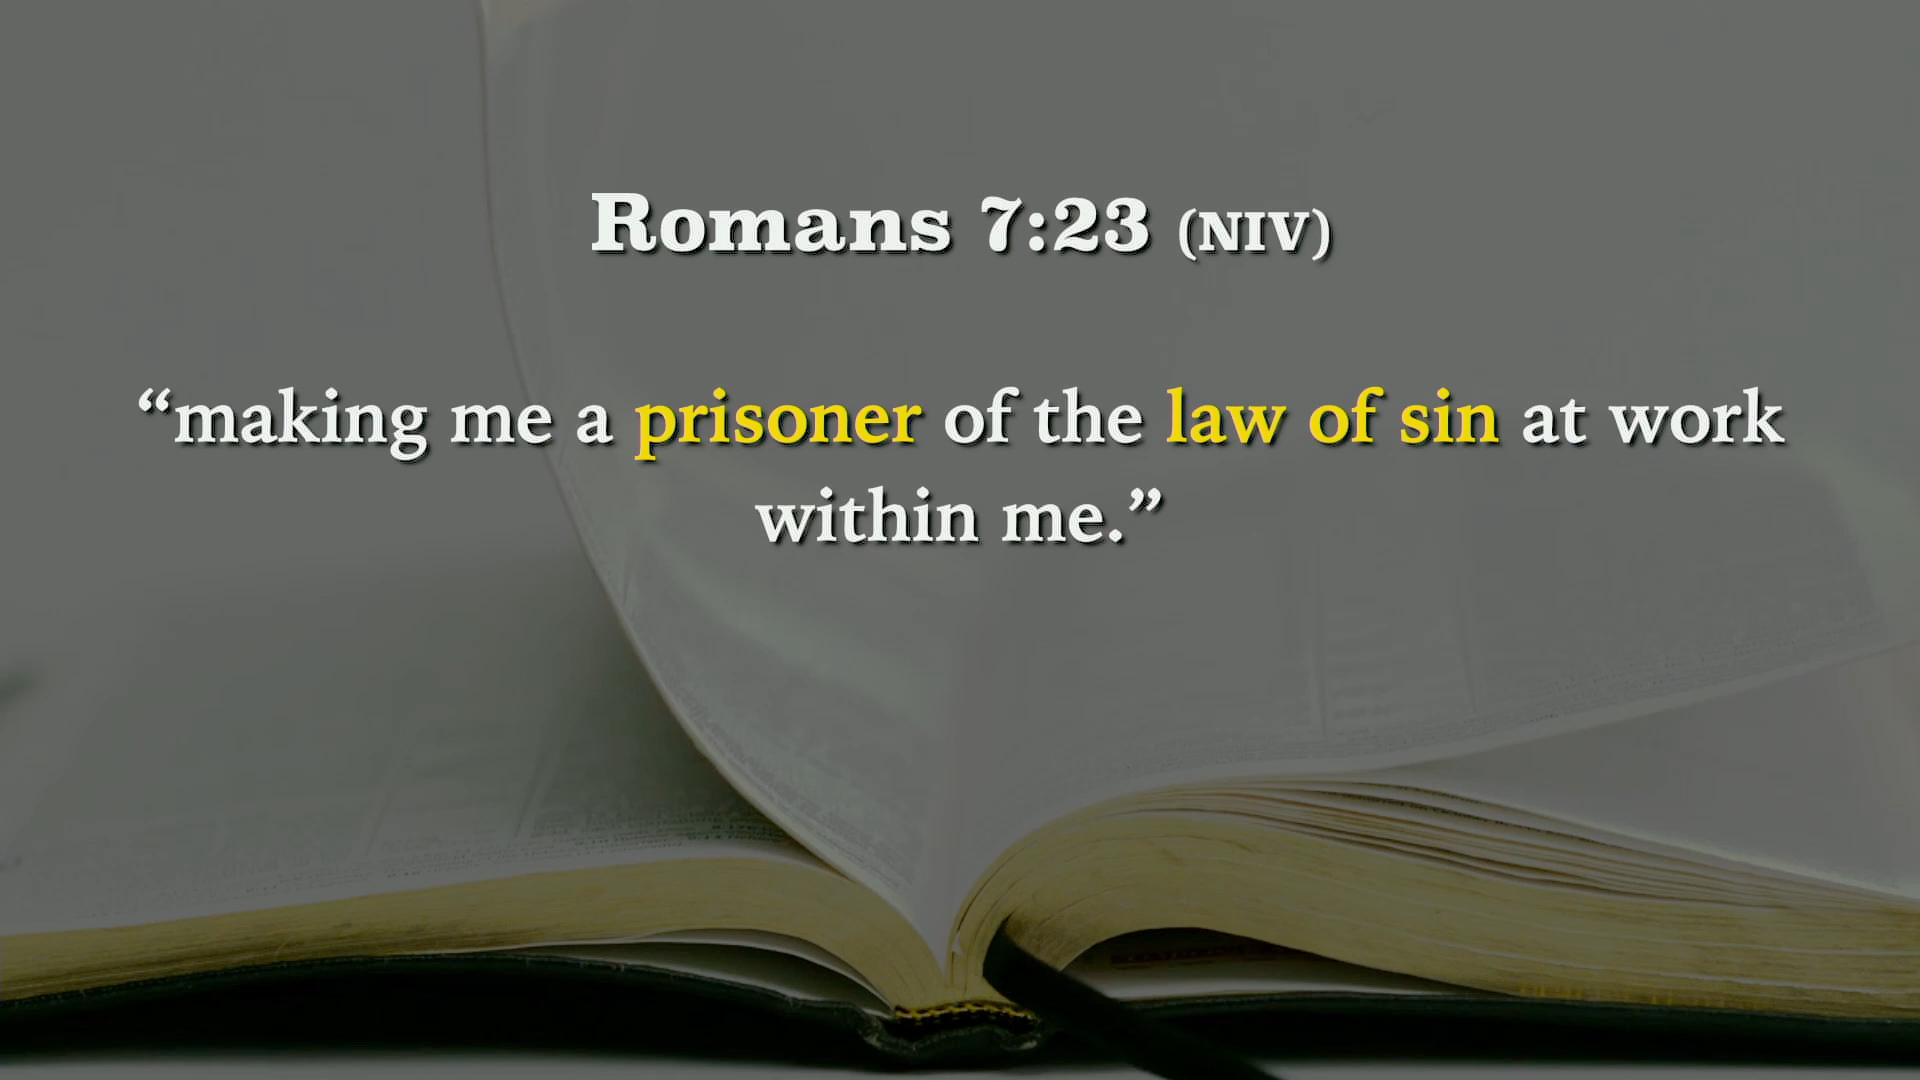 Romans 7:23 (NIV)
“making me a prisoner of the law of sin at work
within me.”